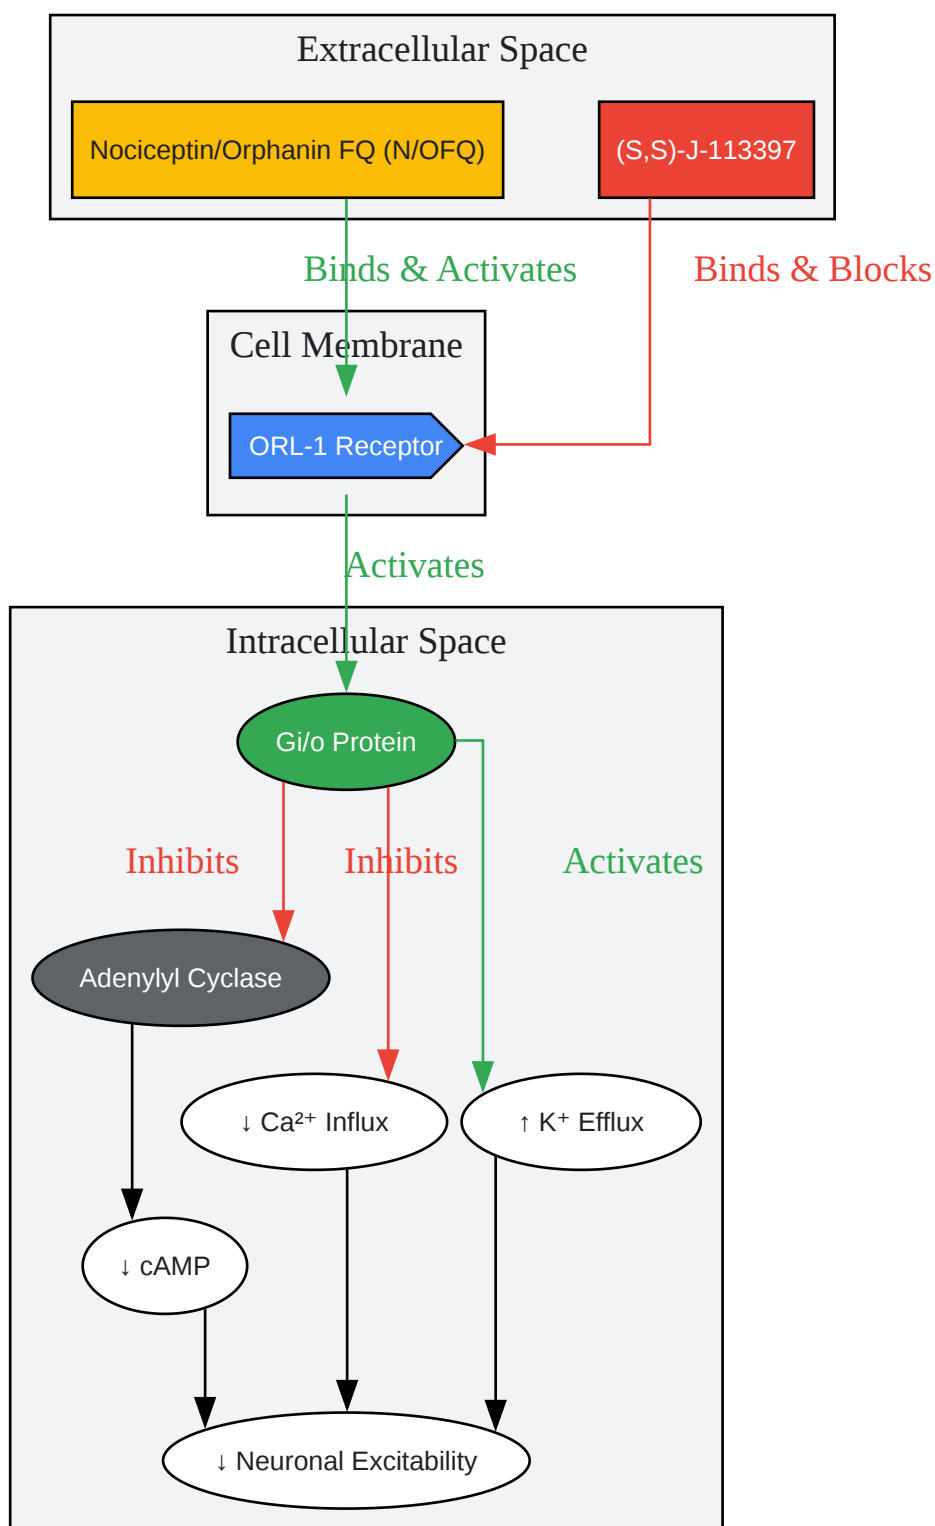 Extracellular Space
Nociceptin/Orphanin FQ (N/OFQ)
(S,S)-J-113397
Binds & Activates
Binds & Blocks
Cell Membrane
ORL-1 Receptor
Activates
Intracellular Space
Gi/o Protein
Inhibits
Inhibits
Activates
Adenylyl Cyclase
↓ Ca²⁺ Influx
↑ K⁺ Efflux
↓ cAMP
↓ Neuronal Excitability